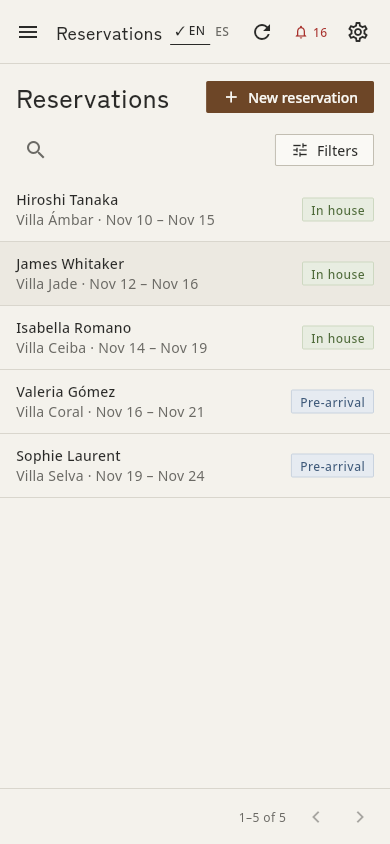 Reservations ✓ EN ES 16
Reservations
+ New reservation
Filters
Hiroshi Tanaka
Villa Ámbar · Nov 10 – Nov 15
In house
James Whitaker
Villa Jade · Nov 12 – Nov 16
In house
Isabella Romano
Villa Ceiba · Nov 14 – Nov 19
In house
Valeria Gómez
Villa Coral · Nov 16 – Nov 21
Pre-arrival
Sophie Laurent
Villa Selva · Nov 19 – Nov 24
Pre-arrival
1–5 of 5